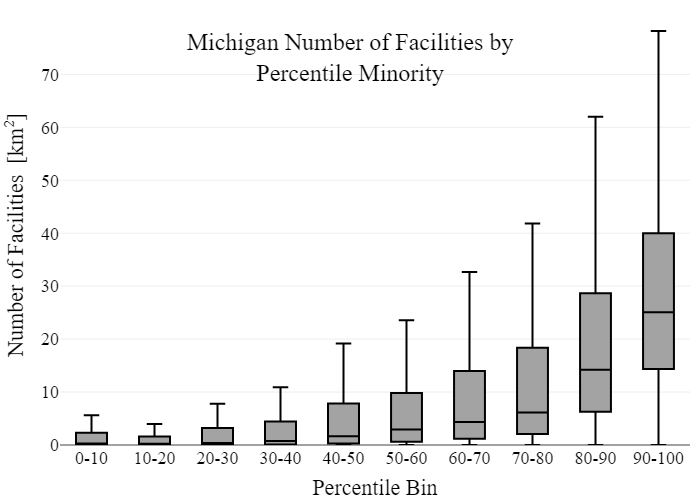 Michigan Number of Facilities by
Percentile Minority
Number of Facilities [km²]
70
60
50
40
30
20
10
0
0-10 10-20 20-30 30-40 40-50 50-60 60-70 70-80 80-90 90-100
Percentile Bin